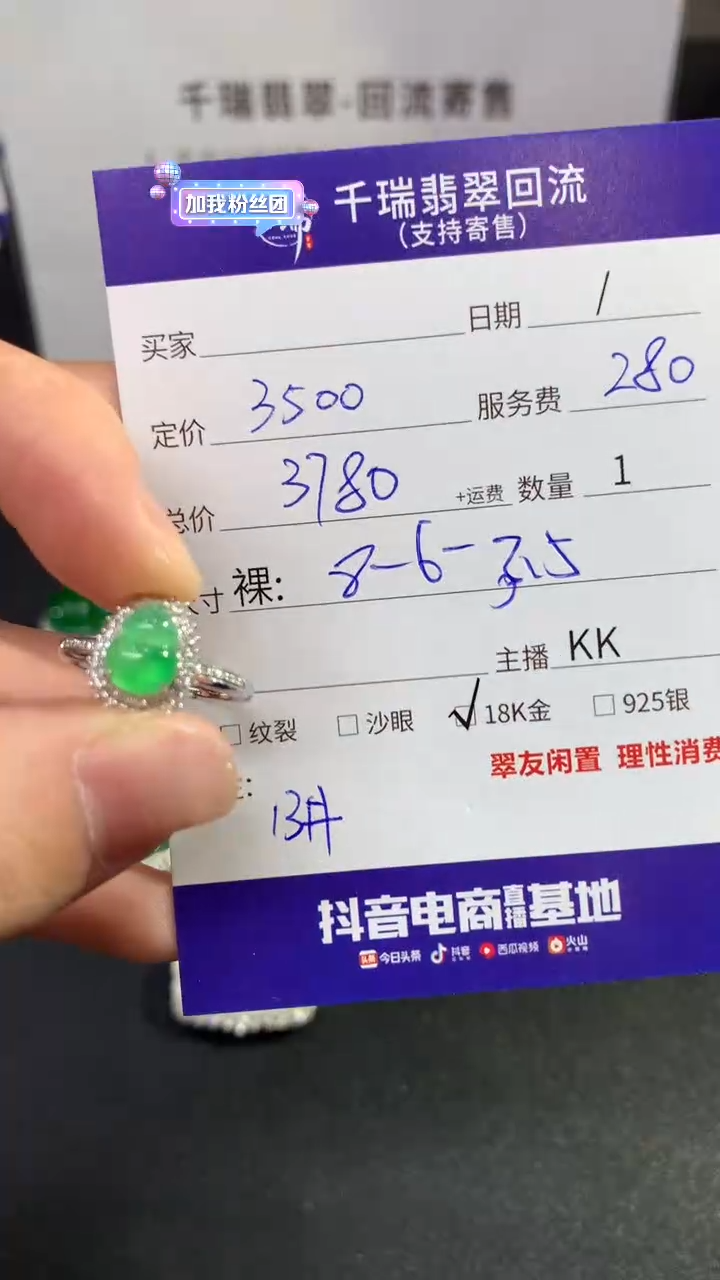 千瑞翡翠-回流寄售
加我粉丝团
千瑞翡翠回流
(支持寄售)
买家 日期 /
定价 3500 服务费 280
总价 3780 +运费 数量 1
寸 裸: 8-6-3.5
主播 KK
□纹裂 □沙眼 ☑18K金 □925银
翠友闲置 理性消费
: 13#
抖音电商直播基地
头条 今日头条 抖音 西瓜视频 火山